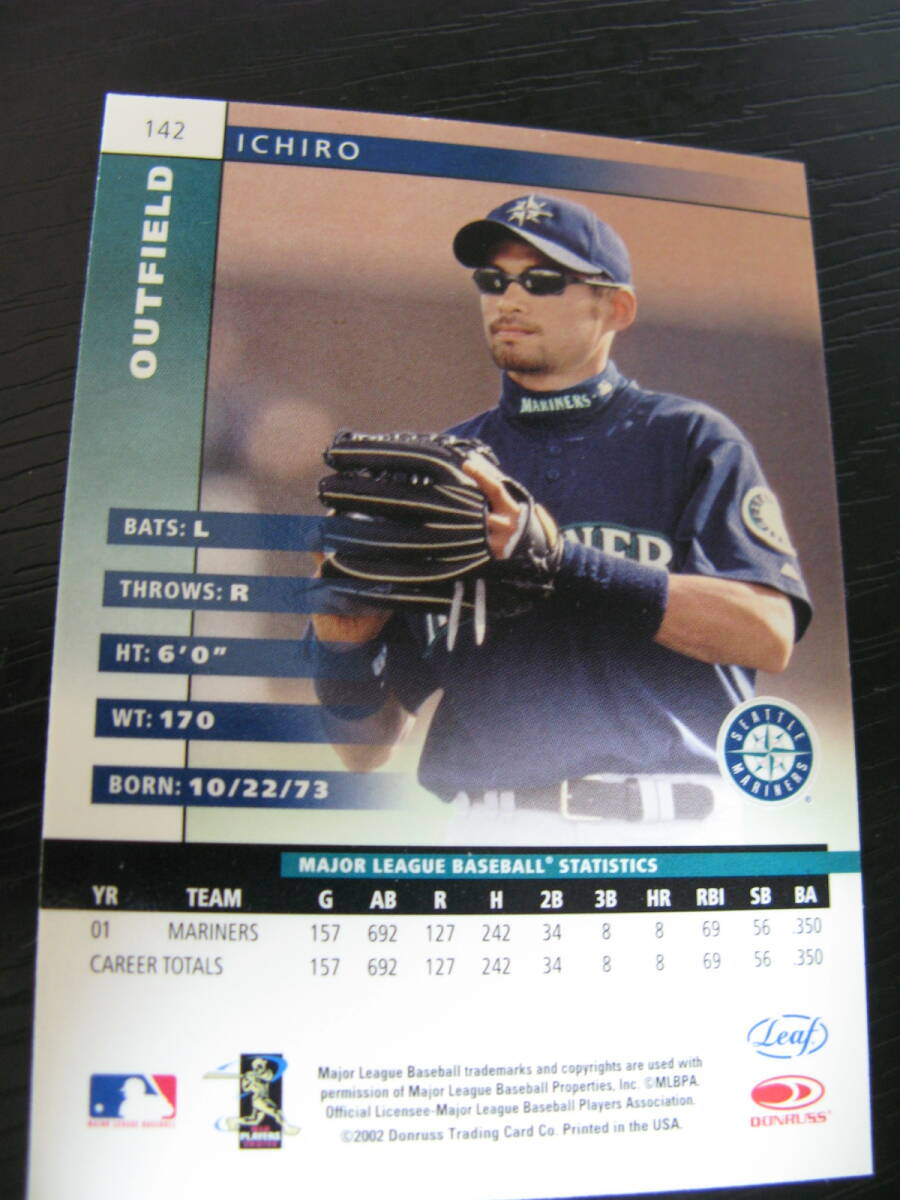 142
ICHIRO
OUTFIELD
MARINERS
BATS: L
THROWS: R
HT: 6'0"
WT: 170
BORN: 10/22/73
SEATTLE MARINERS
MAJOR LEAGUE BASEBALL® STATISTICS
YR TEAM G AB R H 2B 3B HR RBI SB BA
01 MARINERS 157 692 127 242 34 8 8 69 56 .350
CAREER TOTALS 157 692 127 242 34 8 8 69 56 .350
Leaf
Major League Baseball trademarks and copyrights are used with
permission of Major League Baseball Properties, Inc. ©MLBPA.
Official Licensee-Major League Baseball Players Association.
©2002 Donruss Trading Card Co. Printed in the USA.
MAJOR LEAGUE BASEBALL
PLAYERS
DONRUSS